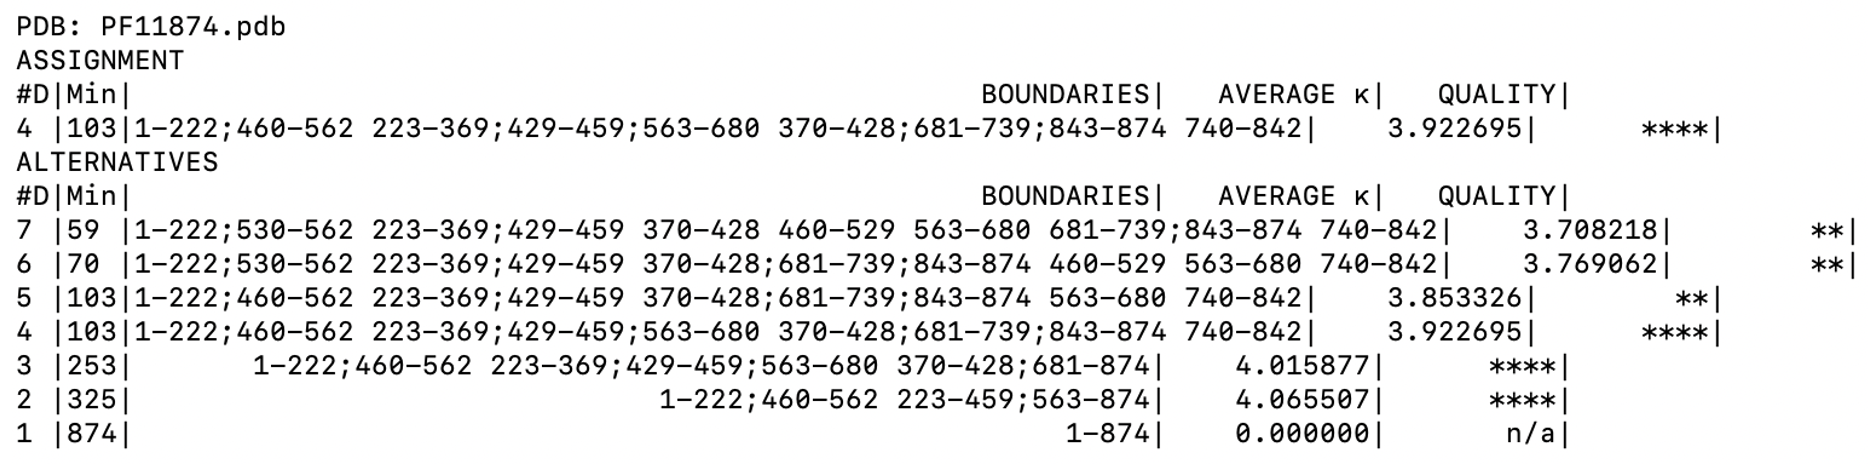 PDB: PF11874.pdb
ASSIGNMENT
#D|Min|                                                  BOUNDARIES|   AVERAGE κ|   QUALITY|
4 |103|1-222;460-562 223-369;429-459;563-680 370-428;681-739;843-874 740-842|    3.922695|      ****|
ALTERNATIVES
#D|Min|                                                  BOUNDARIES|   AVERAGE κ|   QUALITY|
7 |59 |1-222;530-562 223-369;429-459 370-428 460-529 563-680 681-739;843-874 740-842|    3.708218|        **|
6 |70 |1-222;530-562 223-369;429-459 370-428;681-739;843-874 460-529 563-680 740-842|    3.769062|        **|
5 |103|1-222;460-562 223-369;429-459 370-428;681-739;843-874 563-680 740-842|    3.853326|        **|
4 |103|1-222;460-562 223-369;429-459;563-680 370-428;681-739;843-874 740-842|    3.922695|      ****|
3 |253|       1-222;460-562 223-369;429-459;563-680 370-428;681-874|    4.015877|      ****|
2 |325|                               1-222;460-562 223-459;563-874|    4.065507|      ****|
1 |874|                                                       1-874|    0.000000|       n/a|